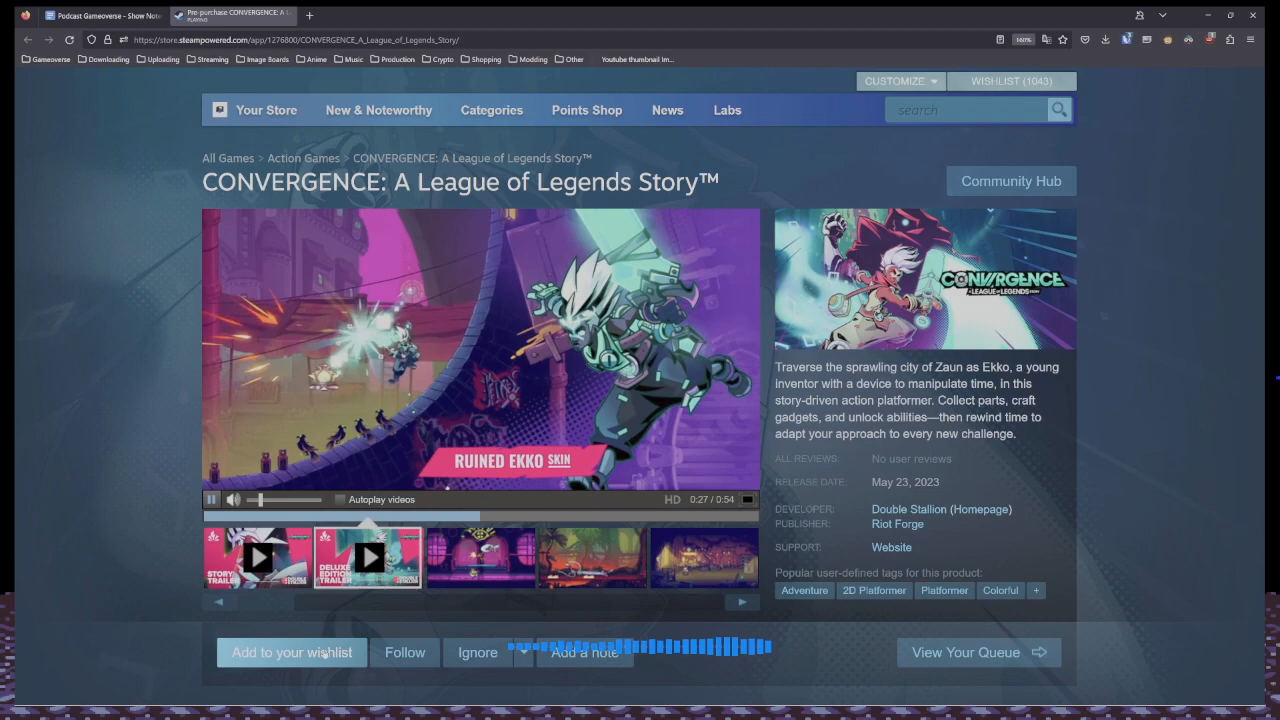 Podcast Gameoverse – Show Note
Pre-purchase CONVERGENCE: A L
PLAYING
https://store.steampowered.com/app/1276800/CONVERGENCE_A_League_of_Legends_Story/
160%
Gameoverse Downloading Uploading Streaming Image Boards Anime Music Production Crypto Shopping Modding Other Youtube thumbnail im...
CUSTOMIZE WISHLIST (1043)
Your Store New & Noteworthy Categories Points Shop News Labs search
All Games > Action Games > CONVERGENCE: A League of Legends Story™
CONVERGENCE: A League of Legends Story™
Community Hub
RUINED EKKO SKIN
Autoplay videos HD 0:27 / 0:54
STORY TRAILER
DOUBLE STALLION
DELUXE EDITION TRAILER
CONVERGENCE
A LEAGUE OF LEGENDS STORY
Traverse the sprawling city of Zaun as Ekko, a young
inventor with a device to manipulate time, in this
story-driven action platformer. Collect parts, craft
gadgets, and unlock abilities—then rewind time to
adapt your approach to every new challenge.
ALL REVIEWS: No user reviews
RELEASE DATE: May 23, 2023
DEVELOPER: Double Stallion (Homepage)
PUBLISHER: Riot Forge
SUPPORT: Website
Popular user-defined tags for this product:
Adventure 2D Platformer Platformer Colorful +
Add to your wishlist Follow Ignore Add a note View Your Queue